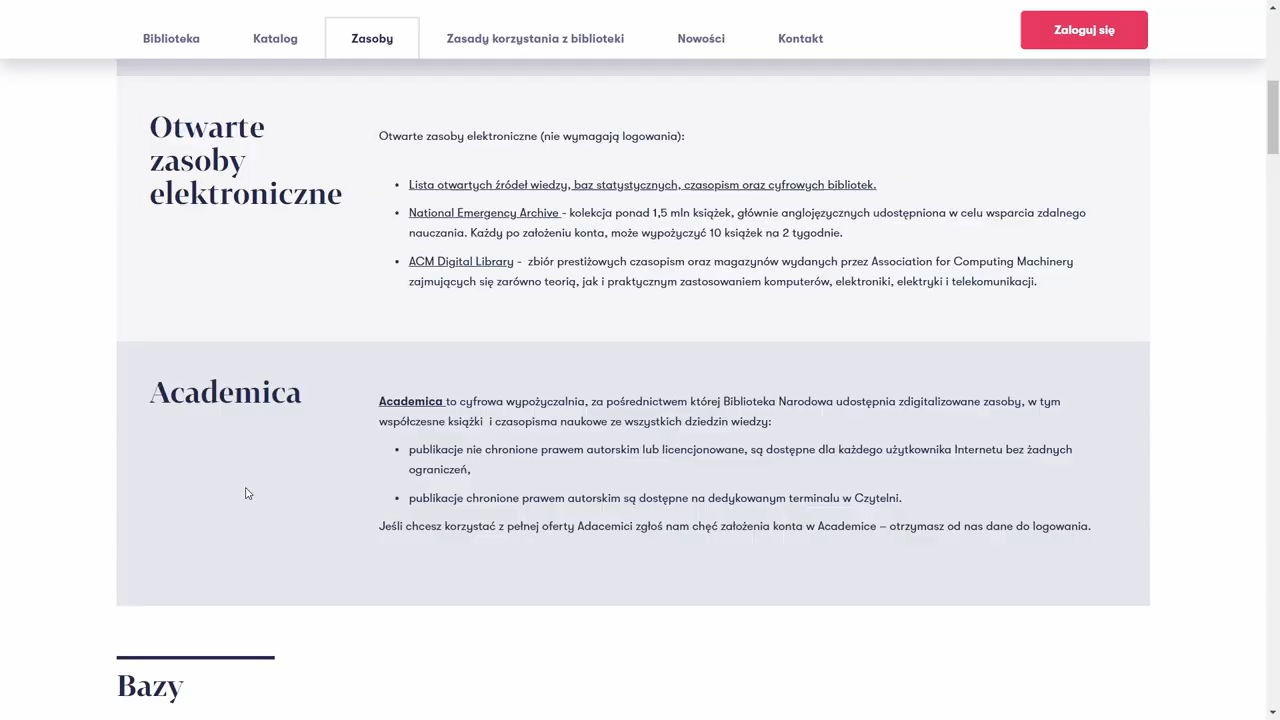 Biblioteka
Katalog
Zasoby
Zasady korzystania z biblioteki
Nowości
Kontakt
Zaloguj się
Otwarte
zasoby
elektroniczne
Otwarte zasoby elektroniczne (nie wymagają logowania):
• Lista otwartych źródeł wiedzy, baz statystycznych, czasopism oraz cyfrowych bibliotek.
• National Emergency Archive - kolekcja ponad 1,5 mln książek, głównie anglojęzycznych udostępniona w celu wsparcia zdalnego
nauczania. Każdy po założeniu konta, może wypożyczyć 10 książek na 2 tygodnie.
• ACM Digital Library - zbiór prestiżowych czasopism oraz magazynów wydanych przez Association for Computing Machinery
zajmujących się zarówno teorią, jak i praktycznym zastosowaniem komputerów, elektroniki, elektryki i telekomunikacji.
Academica
Academica to cyfrowa wypożyczalnia, za pośrednictwem której Biblioteka Narodowa udostępnia zdigitalizowane zasoby, w tym
współczesne książki i czasopisma naukowe ze wszystkich dziedzin wiedzy:
• publikacje nie chronione prawem autorskim lub licencjonowane, są dostępne dla każdego użytkownika Internetu bez żadnych
ograniczeń,
• publikacje chronione prawem autorskim są dostępne na dedykowanym terminalu w Czytelni.
Jeśli chcesz korzystać z pełnej oferty Adacemici zgłoś nam chęć założenia konta w Academice – otrzymasz od nas dane do logowania.
Bazy